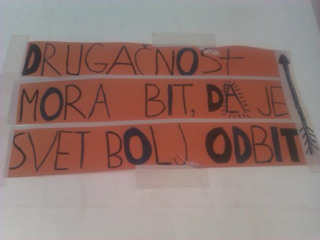 DRUGAČNOST
MORA BIT, DA JE
SVET BOLJ ODBIT